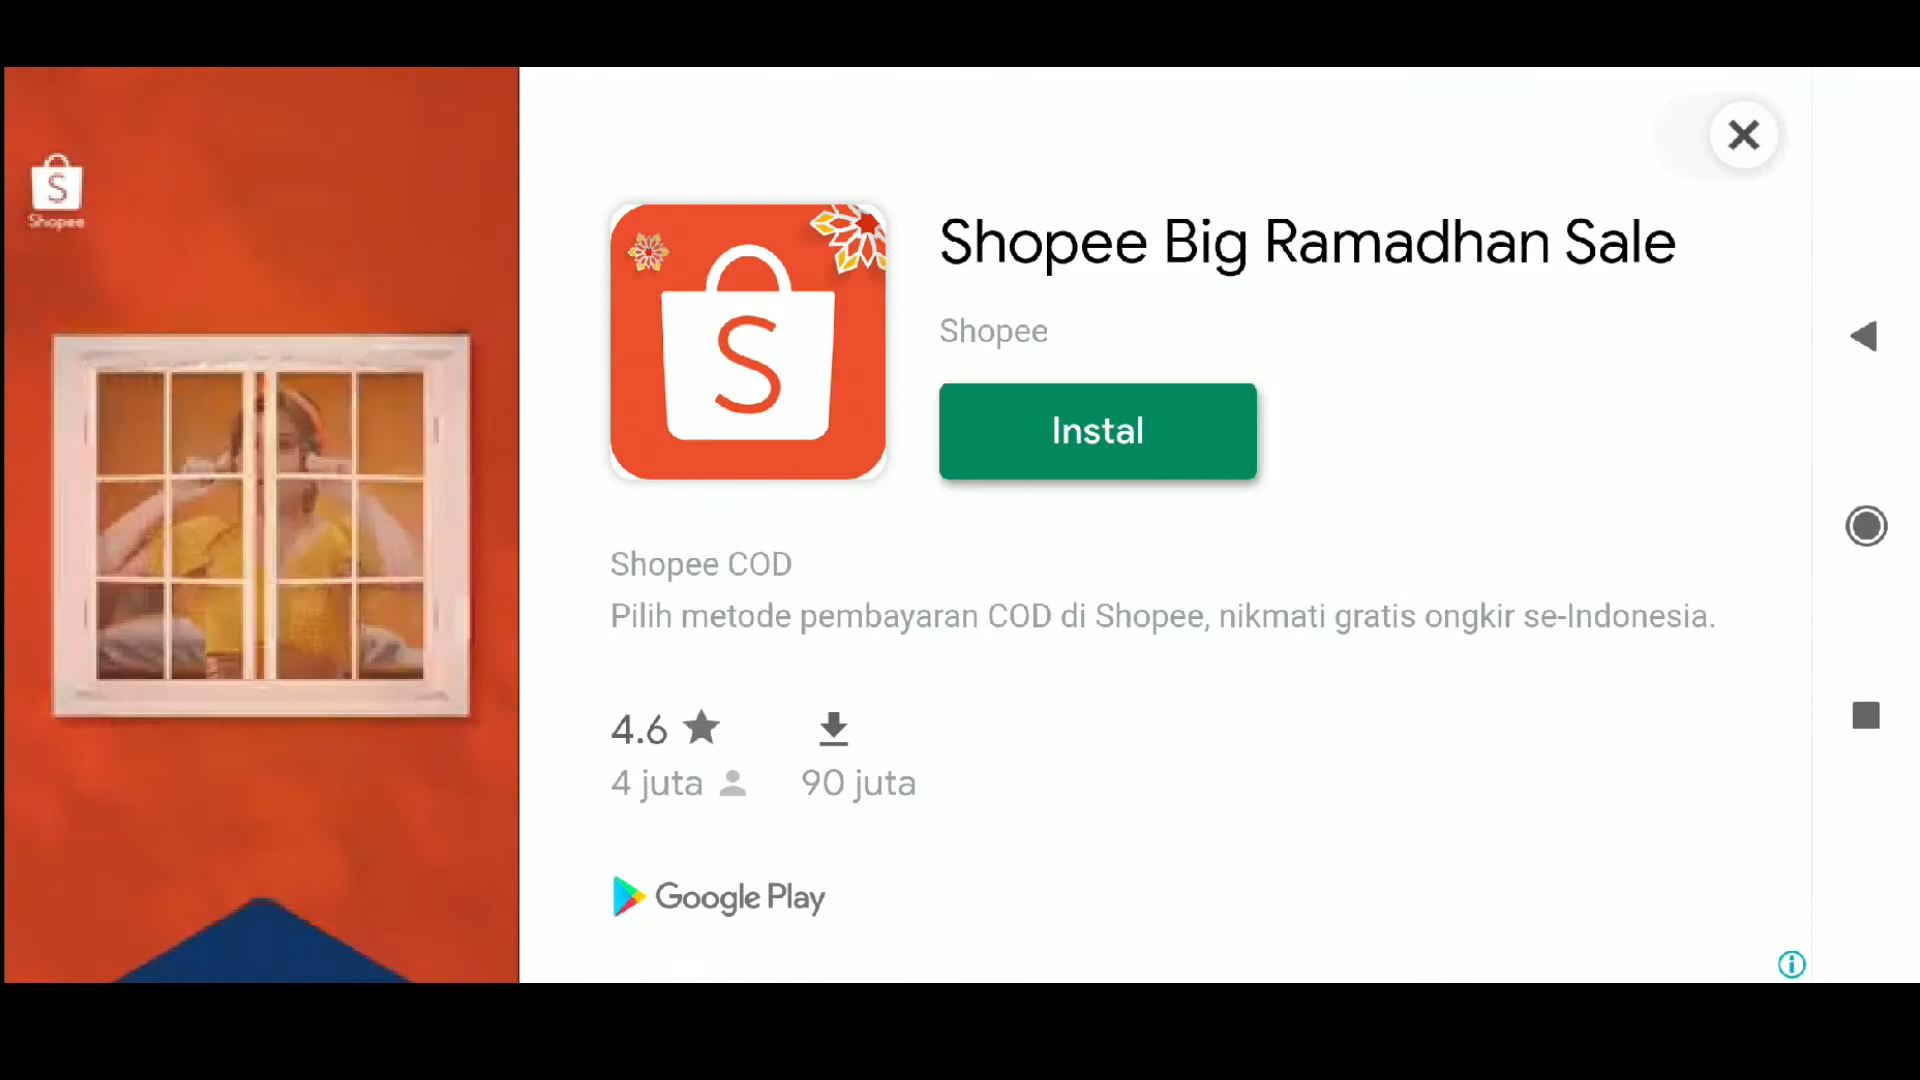 S
Shopee
S
Shopee Big Ramadhan Sale
Shopee
Instal
Shopee COD
Pilih metode pembayaran COD di Shopee, nikmati gratis ongkir se-Indonesia.
4.6
4 juta
90 juta
Google Play